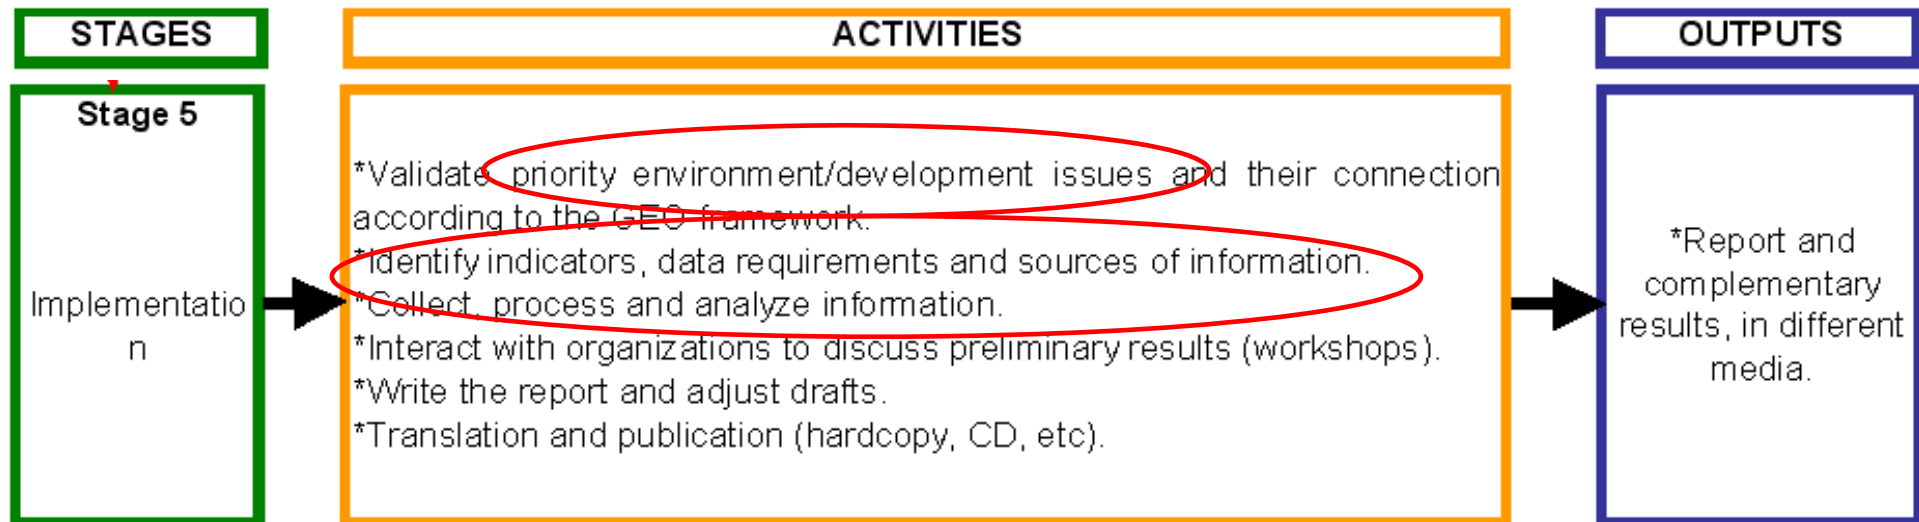 STAGES
ACTIVITIES
OUTPUTS
Stage 5
Implementatio
n
*Validate priority environment/development issues and their connection
according to the GEO framework.
*Identify indicators, data requirements and sources of information.
*Collect, process and analyze information.
*Interact with organizations to discuss preliminary results (workshops).
*Write the report and adjust drafts.
*Translation and publication (hardcopy, CD, etc).
*Report and
complementary
results, in different
media.